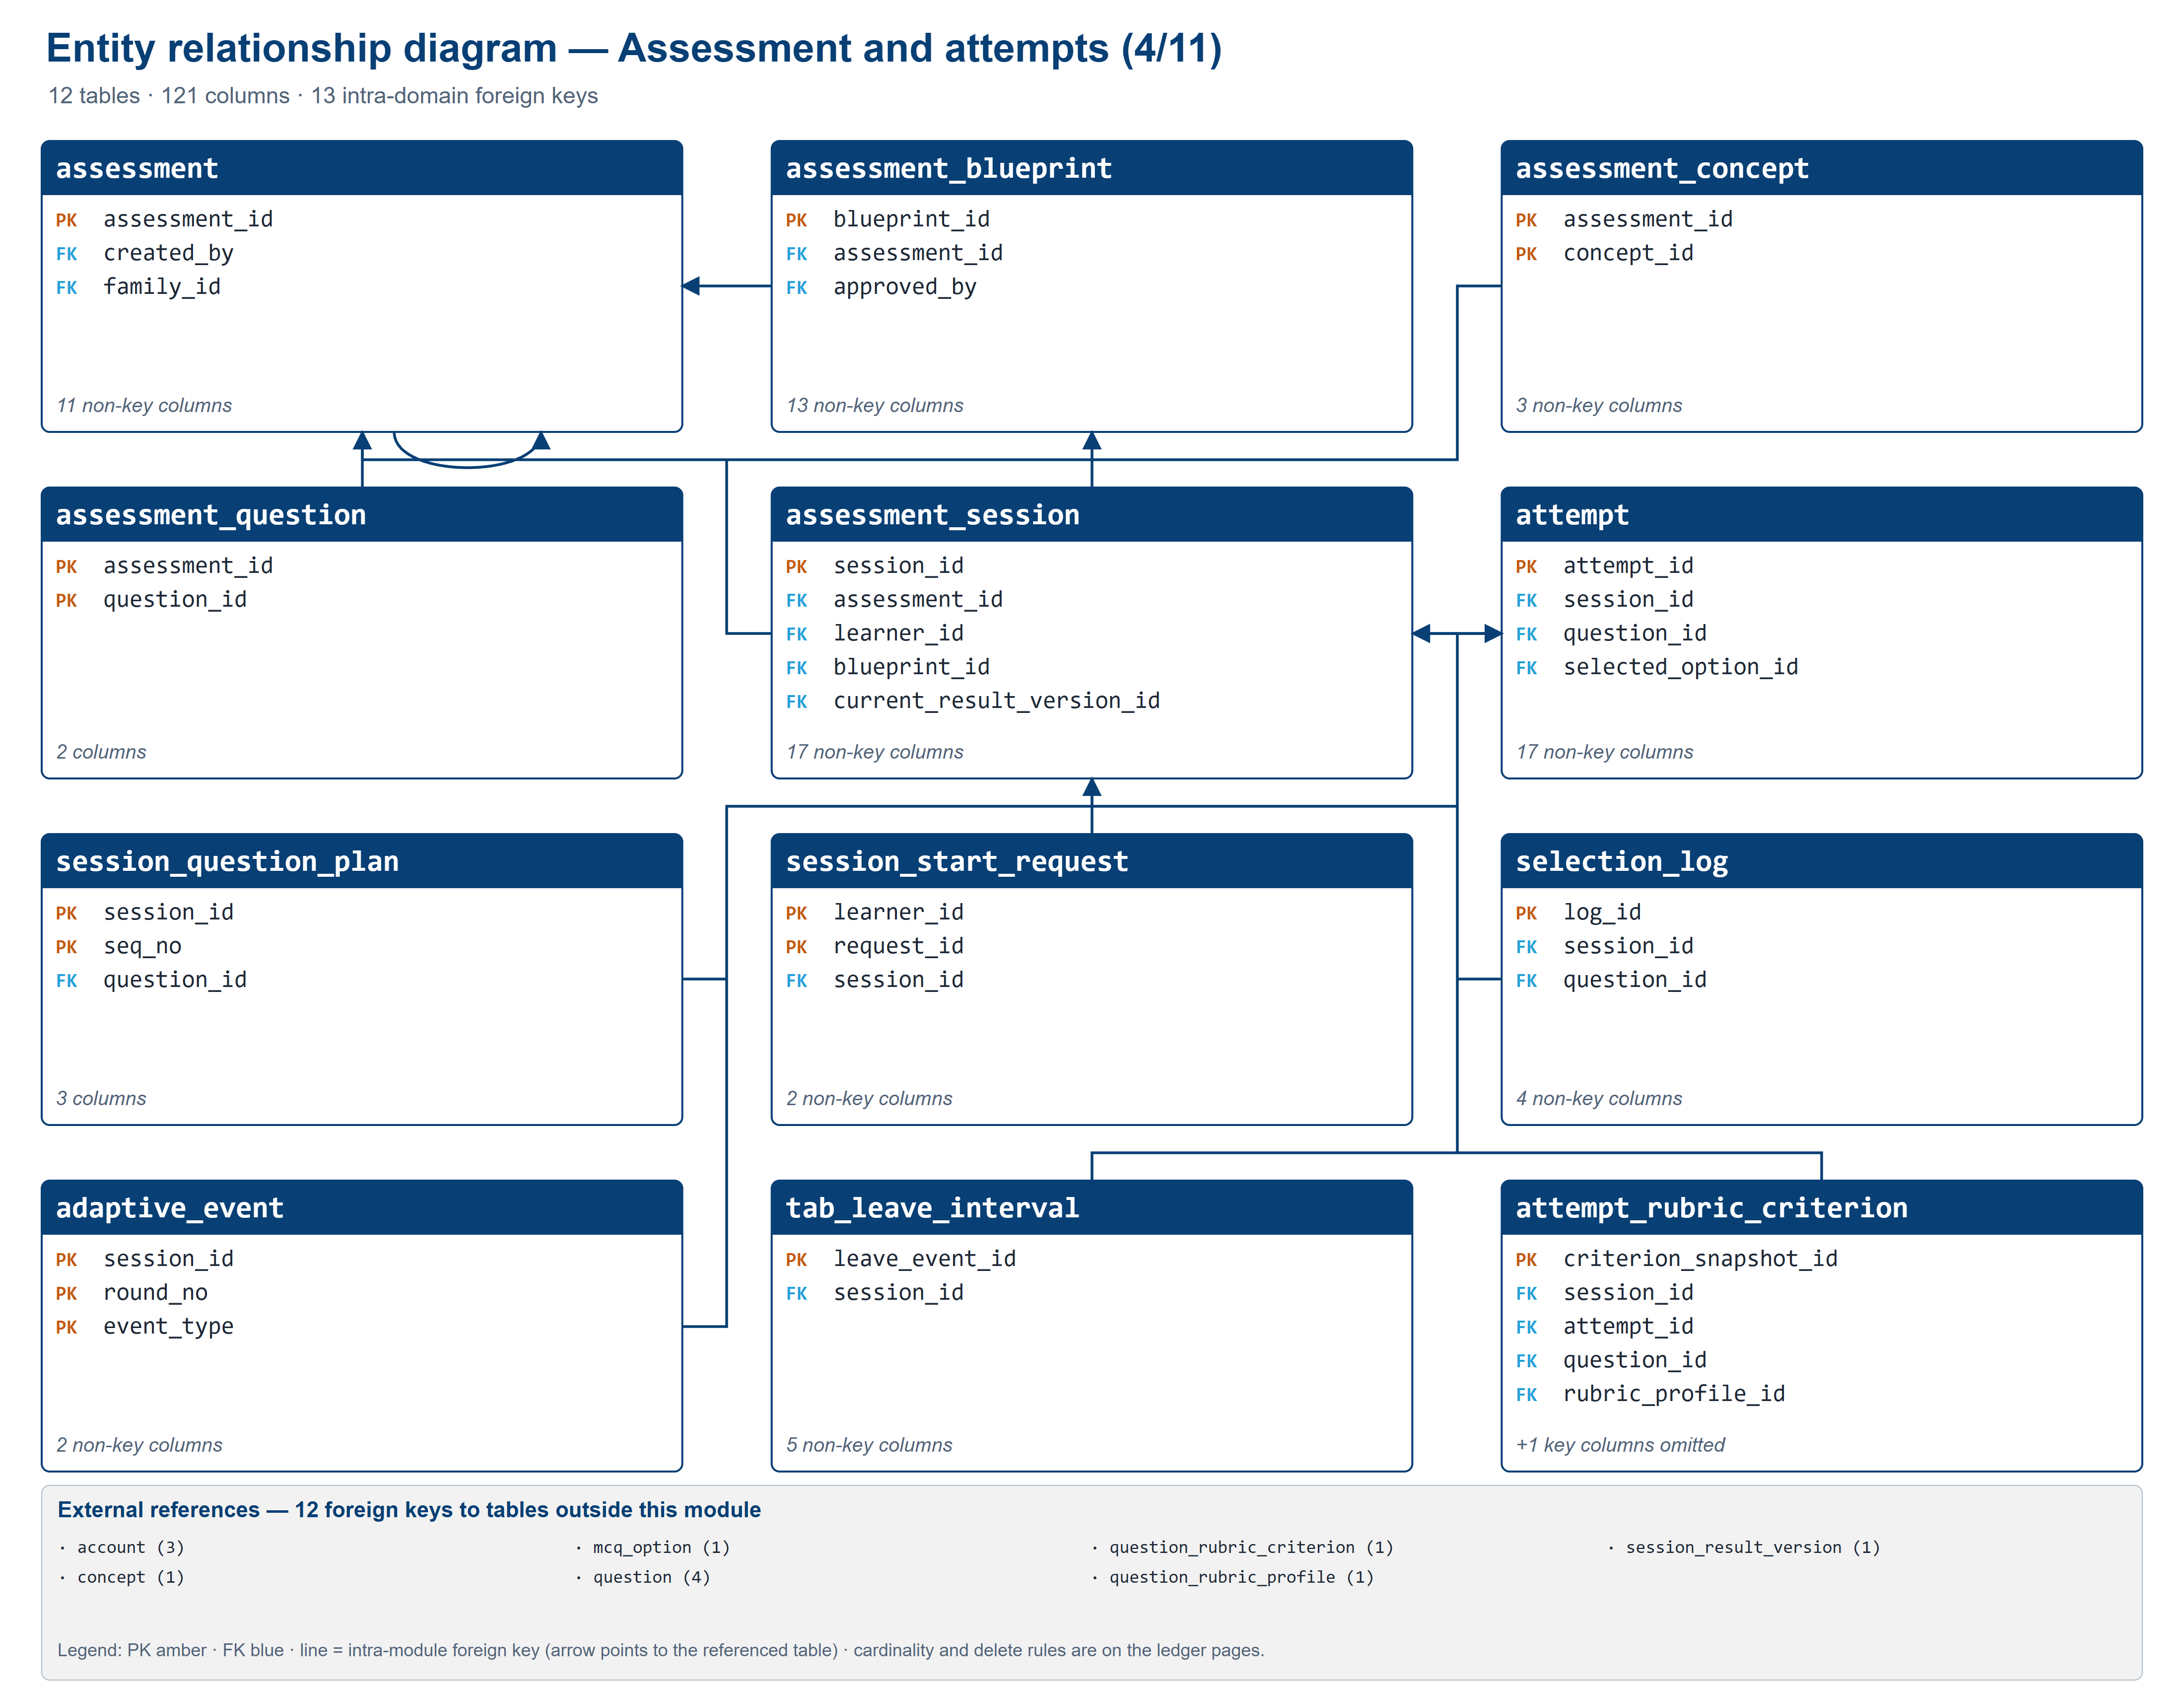 Entity relationship diagram — Assessment and attempts (4/11)
12 tables · 121 columns · 13 intra-domain foreign keys
assessment
PK assessment_id
FK created_by
FK family_id
11 non-key columns
assessment_blueprint
PK blueprint_id
FK assessment_id
FK approved_by
13 non-key columns
assessment_concept
PK assessment_id
PK concept_id
3 non-key columns
assessment_question
PK assessment_id
PK question_id
2 columns
assessment_session
PK session_id
FK assessment_id
FK learner_id
FK blueprint_id
FK current_result_version_id
17 non-key columns
attempt
PK attempt_id
FK session_id
FK question_id
FK selected_option_id
17 non-key columns
session_question_plan
PK session_id
PK seq_no
FK question_id
3 columns
session_start_request
PK learner_id
PK request_id
FK session_id
2 non-key columns
selection_log
PK log_id
FK session_id
FK question_id
4 non-key columns
adaptive_event
PK session_id
PK round_no
PK event_type
2 non-key columns
tab_leave_interval
PK leave_event_id
FK session_id
5 non-key columns
attempt_rubric_criterion
PK criterion_snapshot_id
FK session_id
FK attempt_id
FK question_id
FK rubric_profile_id
+1 key columns omitted
External references — 12 foreign keys to tables outside this module
· account (3)
· concept (1)
· mcq_option (1)
· question (4)
· question_rubric_criterion (1)
· question_rubric_profile (1)
· session_result_version (1)
Legend: PK amber · FK blue · line = intra-module foreign key (arrow points to the referenced table) · cardinality and delete rules are on the ledger pages.